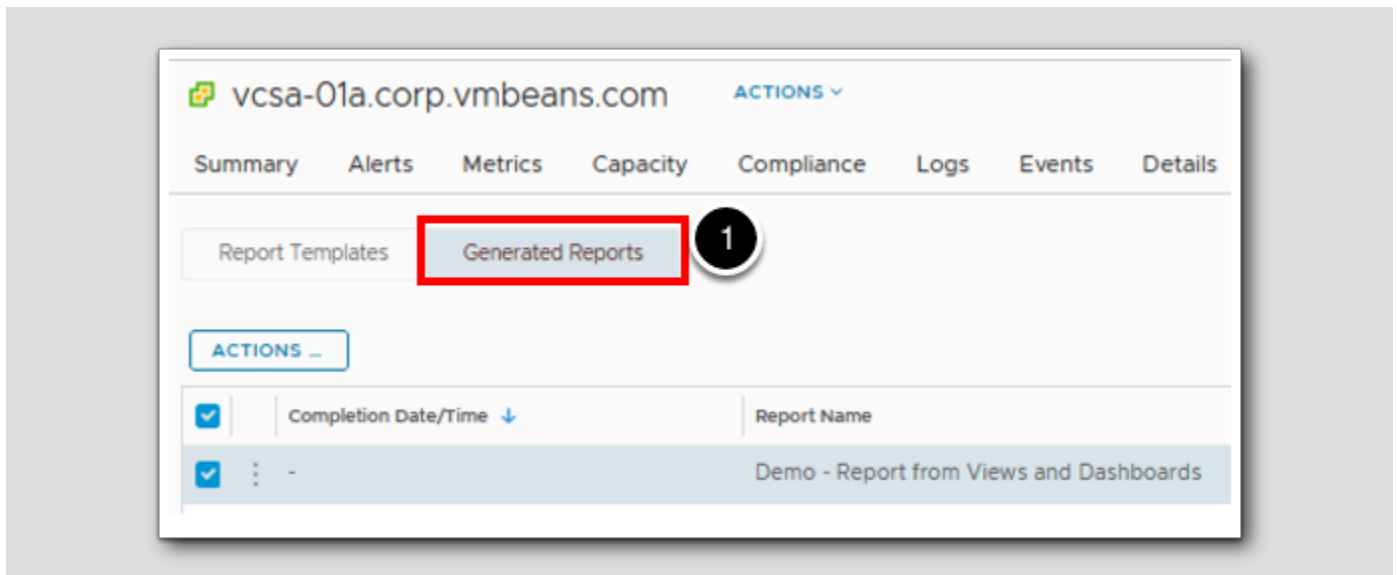 vcsa-01a.corp.vmbeans.com ACTIONS
Summary Alerts Metrics Capacity Compliance Logs Events Details
Report Templates Generated Reports 1
ACTIONS ...
Completion Date/Time Report Name
- Demo - Report from Views and Dashboards